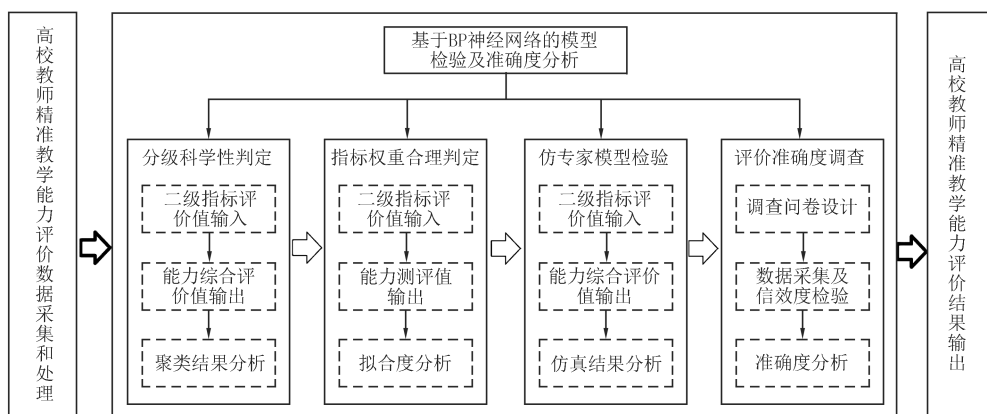 高校教师精准教学能力评价数据采集和处理
基于BP神经网络的模型
检验及准确度分析
分级科学性判定
二级指标评
价值输入
能力综合评
价值输出
聚类结果分析
指标权重合理判定
二级指标评
价值输入
能力测评值
输出
拟合度分析
仿专家模型检验
二级指标评
价值输入
能力综合评价
值输出
仿真结果分析
评价准确度调查
调查问卷设计
数据采集及
信效度检验
准确度分析
高校教师精准教学能力评价结果输出